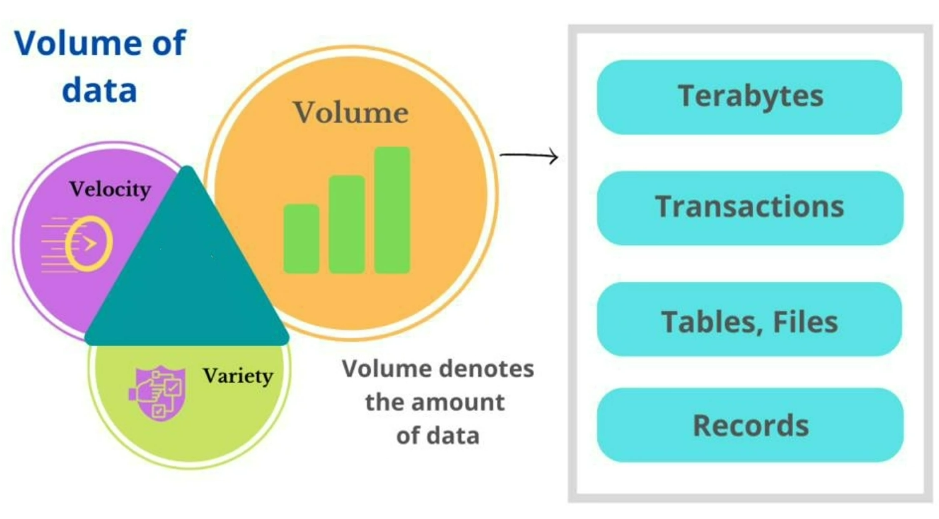 Volume of
data
Volume
Velocity
Variety
Volume denotes
the amount
of data
Terabytes
Transactions
Tables, Files
Records